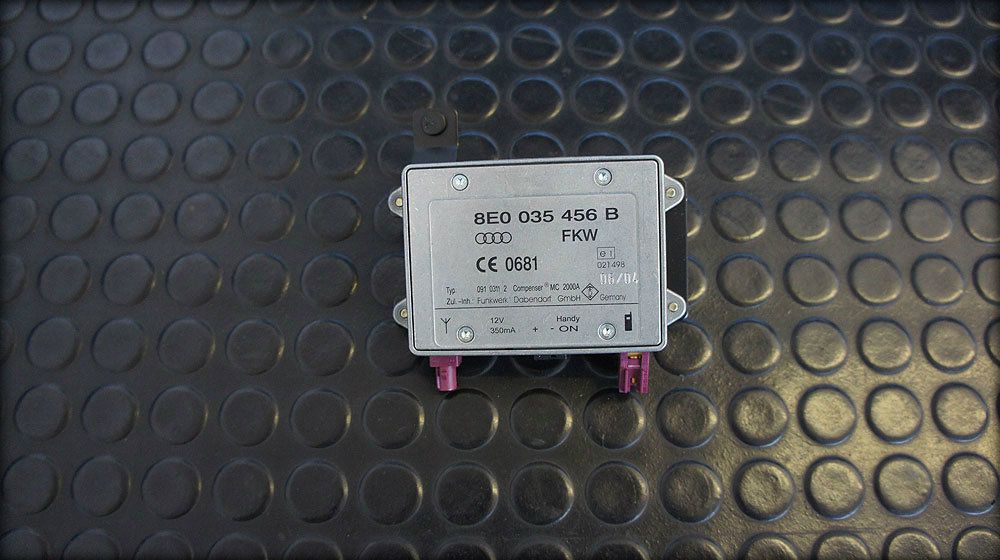 8E0 035 456 B
FKW
CE 0681
e1
021498
06/04
Typ: 091 0311 2 Compenser® MC 2000A
Zul.-Inh.: Funkwerk Dabendorf GmbH Germany
12V Handy
350mA + - ON